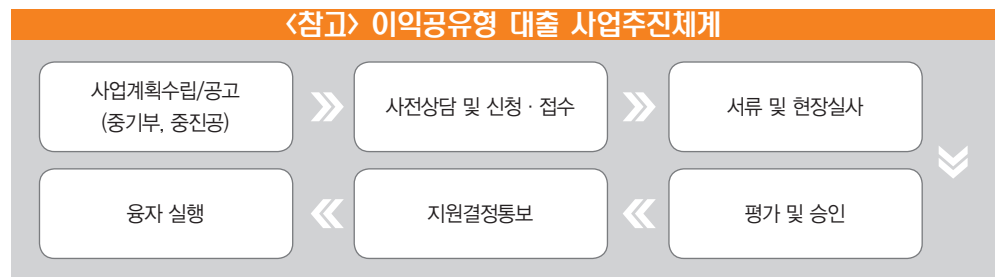 <참고> 이익공유형 대출 사업추진체계
사업계획수립/공고
(중기부, 중진공)
사전상담 및 신청 · 접수
서류 및 현장실사
평가 및 승인
지원결정통보
융자 실행